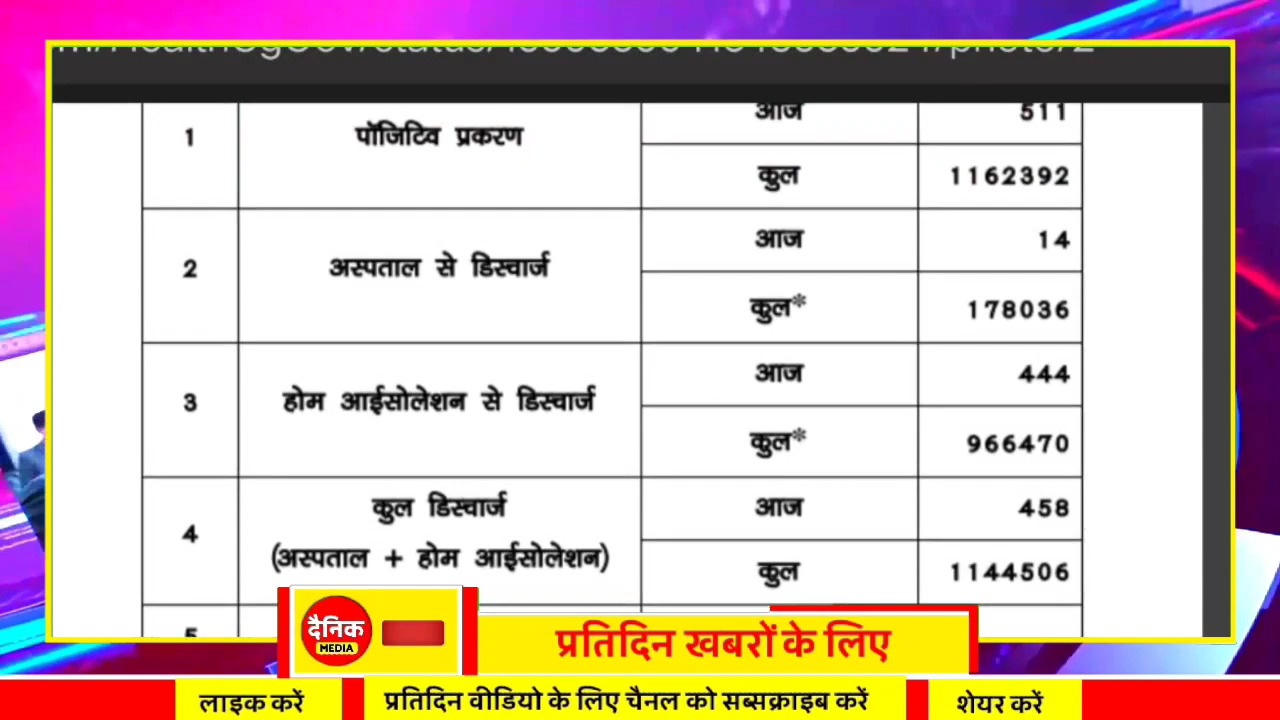 1 पॉजिटिव प्रकरण आज 511
कुल 1162392
2 अस्पताल से डिस्चार्ज आज 14
कुल* 178036
3 होम आईसोलेशन से डिस्चार्ज आज 444
कुल* 966470
4 कुल डिस्चार्ज आज 458
(अस्पताल + होम आईसोलेशन) कुल 1144506
दैनिक
MEDIA
प्रतिदिन खबरों के लिए
लाइक करें
प्रतिदिन वीडियो के लिए चैनल को सब्सक्राइब करें
शेयर करें